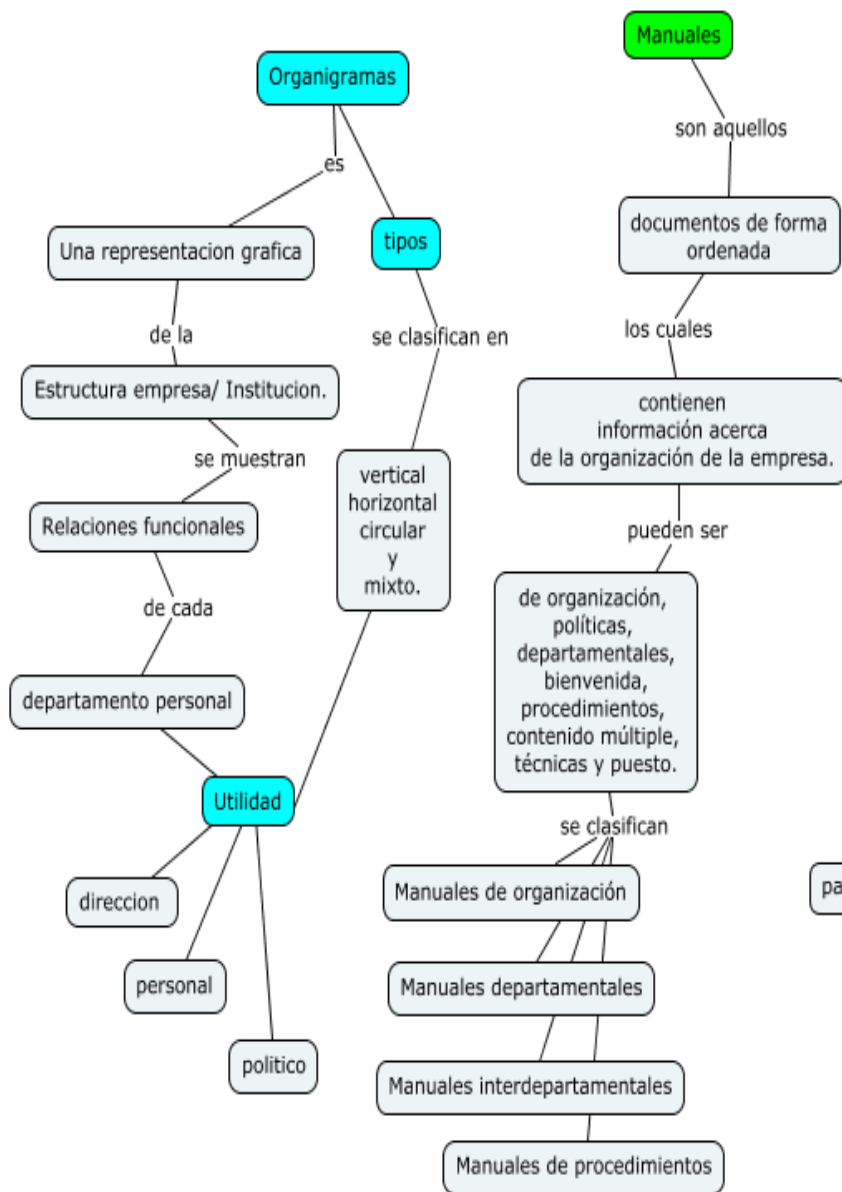 Organigramas
es
Una representacion grafica
de la
Estructura empresa/ Institucion.
se muestran
Relaciones funcionales
de cada
departamento personal
tipos
se clasifican en
vertical
horizontal
circular
y
mixto.
Utilidad
direccion
personal
politico
Manuales
son aquellos
documentos de forma
ordenada
los cuales
contienen
información acerca
de la organización de la empresa.
pueden ser
de organización,
políticas,
departamentales,
bienvenida,
procedimientos,
contenido múltiple,
técnicas y puesto.
se clasifican
Manuales de organización
Manuales departamentales
Manuales interdepartamentales
Manuales de procedimientos